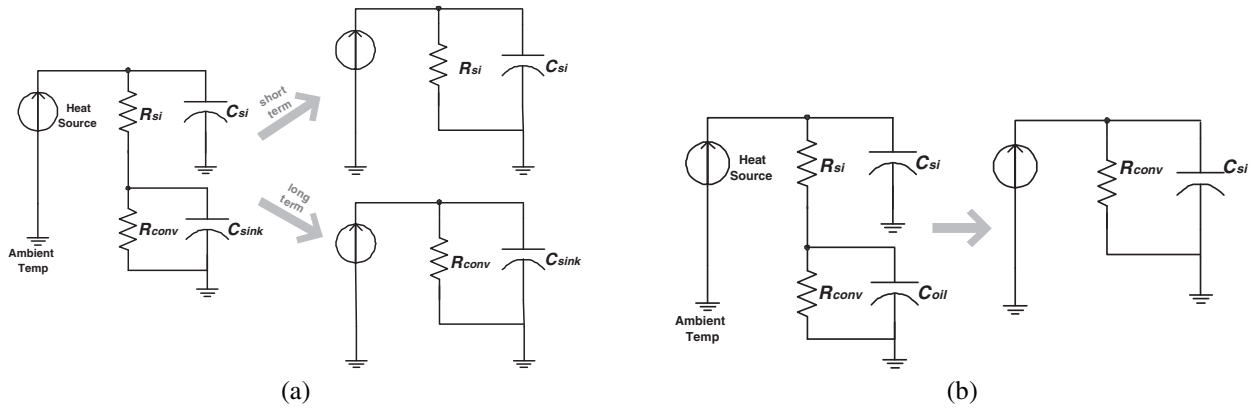 Heat
Source
Rsi
Csi
Rconv
Csink
Ambient
Temp
short
term
long
term
Rsi
Csi
Rconv
Csink
(a)
Heat
Source
Rsi
Csi
Rconv
Coil
Ambient
Temp
Rconv
Csi
(b)